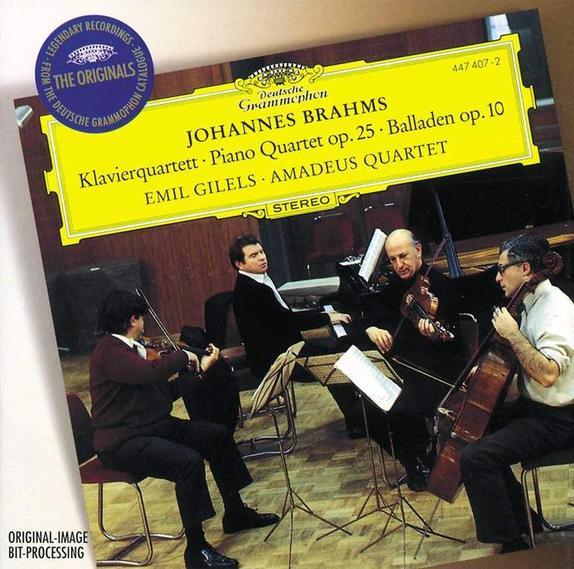 LEGENDARY RECORDINGS
THE ORIGINALS
FROM THE DEUTSCHE GRAMMOPHON CATALOGUE
Deutsche
Grammophon
447 407-2
JOHANNES BRAHMS
Klavierquartett · Piano Quartet op. 25 · Balladen op. 10
EMIL GILELS · AMADEUS QUARTET
STEREO
ORIGINAL-IMAGE
BIT-PROCESSING